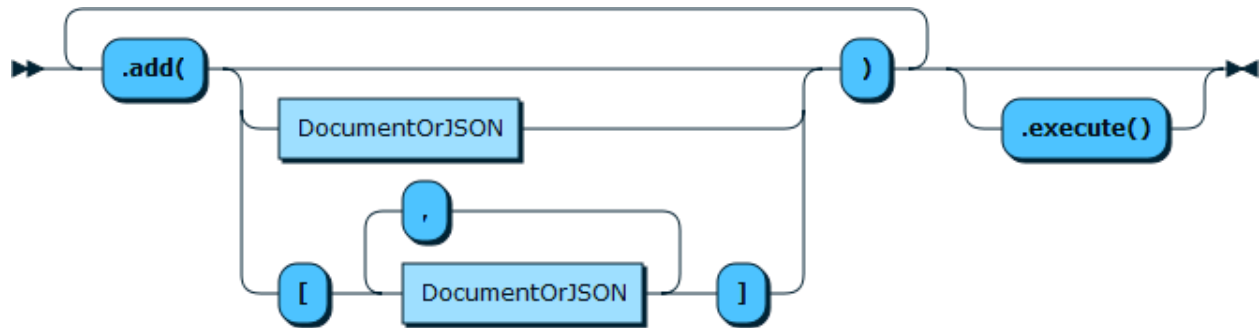 .add(
)
DocumentOrJSON
.execute()
,
[
DocumentOrJSON
]